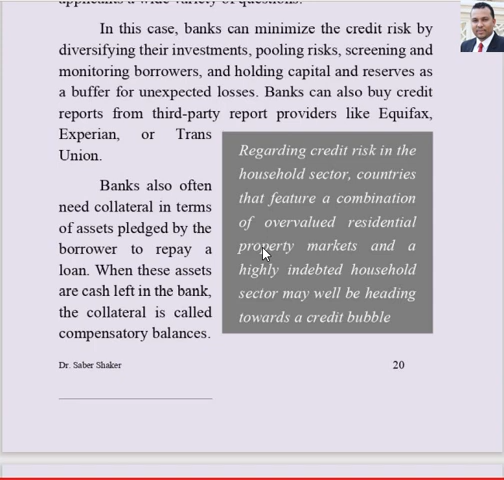 applicants a wide variety of questions.
In this case, banks can minimize the credit risk by
diversifying their investments, pooling risks, screening and
monitoring borrowers, and holding capital and reserves as
a buffer for unexpected losses. Banks can also buy credit
reports from third-party report providers like Equifax,
Experian, or Trans
Union.
Banks also often
need collateral in terms
of assets pledged by the
borrower to repay a
loan. When these assets
are cash left in the bank,
the collateral is called
compensatory balances.
Regarding credit risk in the
household sector, countries
that feature a combination
of overvalued residential
property markets and a
highly indebted household
sector may well be heading
towards a credit bubble
Dr. Saber Shaker 20